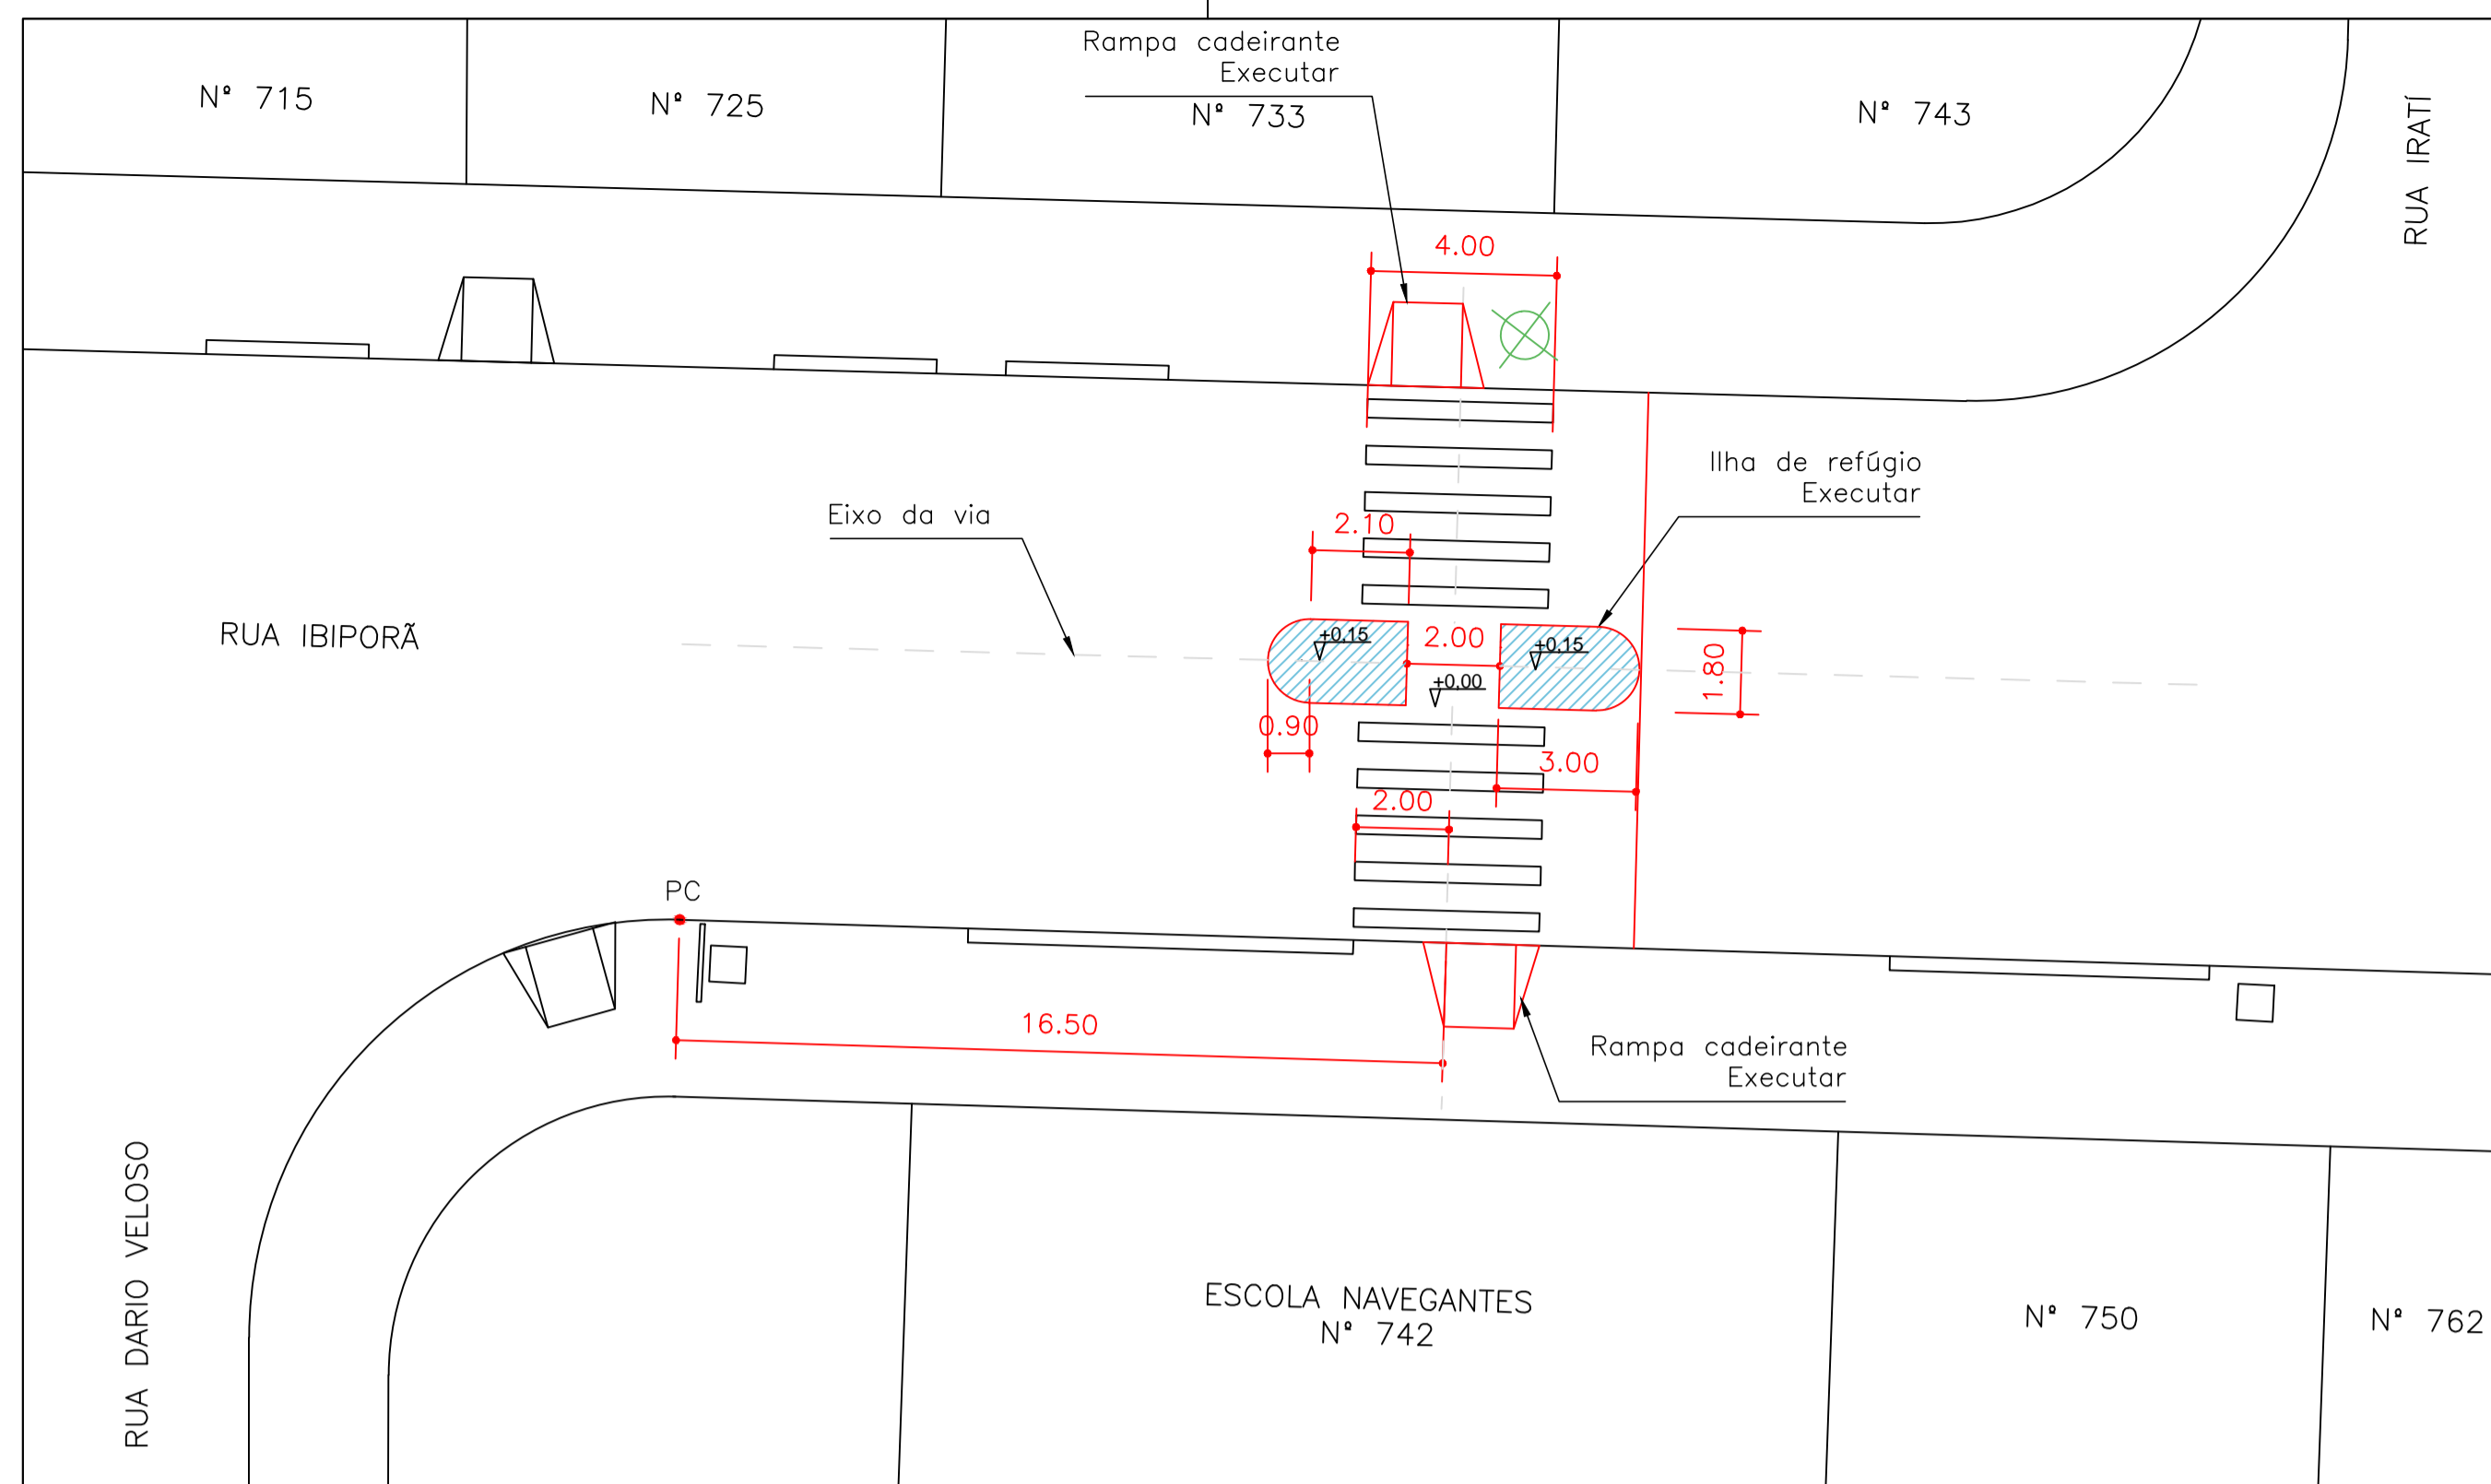 Rampa cadeirante
Executar
Nº 715
Nº 725
Nº 733
Nº 743
RUA IRATÍ
4.00
Ilha de refúgio
Executar
Eixo da via
2.10
RUA IBIPORÃ
+0,15
2.00
+0,15
1.80
+0,00
0.90
3.00
2.00
PC
16.50
Rampa cadeirante
Executar
RUA DARIO VELOSO
ESCOLA NAVEGANTES
Nº 742
Nº 750
Nº 762